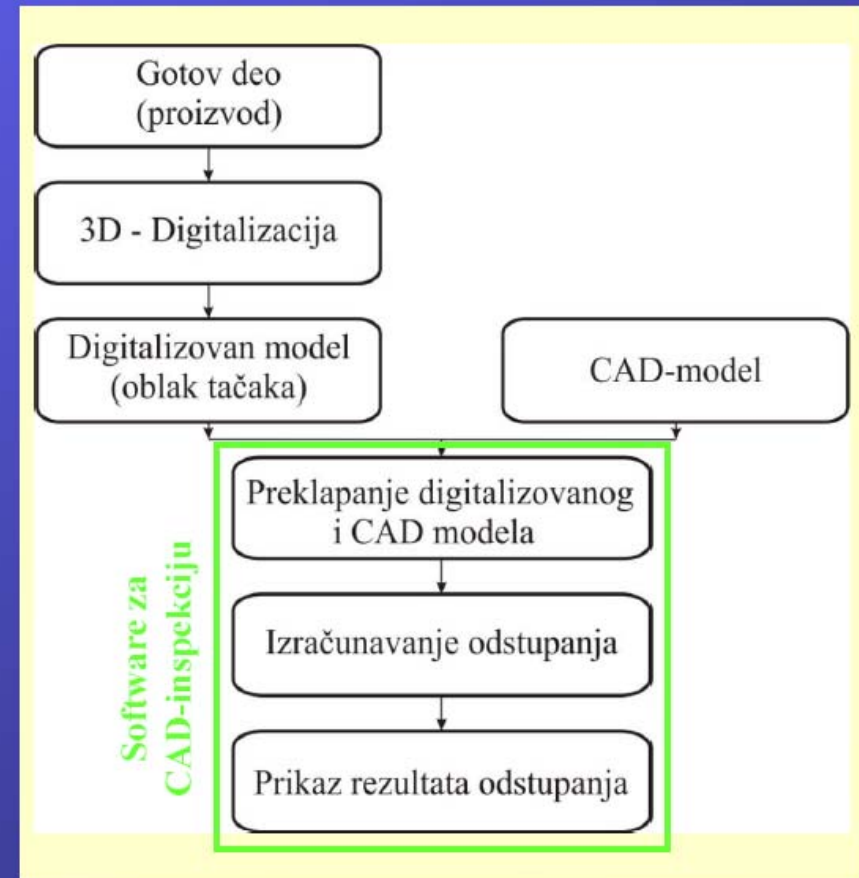 Gotov deo
(proizvod)
3D - Digitalizacija
Digitalizovan model
(oblak tačaka)
CAD-model
Preklapanje digitalizovanog
i CAD modela
Izračunavanje odstupanja
Prikaz rezultata odstupanja
Software za
CAD-inspekciju